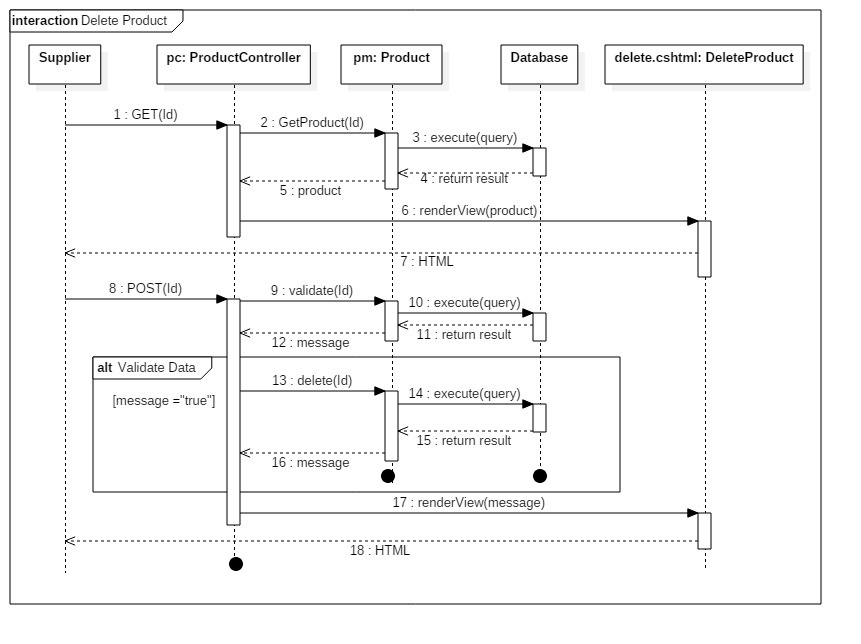 interaction Delete Product
Supplier
pc: ProductController
pm: Product
Database
delete.cshtml: DeleteProduct
1 : GET(Id)
2 : GetProduct(Id)
3 : execute(query)
4 : return result
5 : product
6 : renderView(product)
7 : HTML
8 : POST(Id)
9 : validate(Id)
10 : execute(query)
11 : return result
12 : message
alt Validate Data
13 : delete(Id)
14 : execute(query)
[message ="true"]
15 : return result
16 : message
17 : renderView(message)
18 : HTML